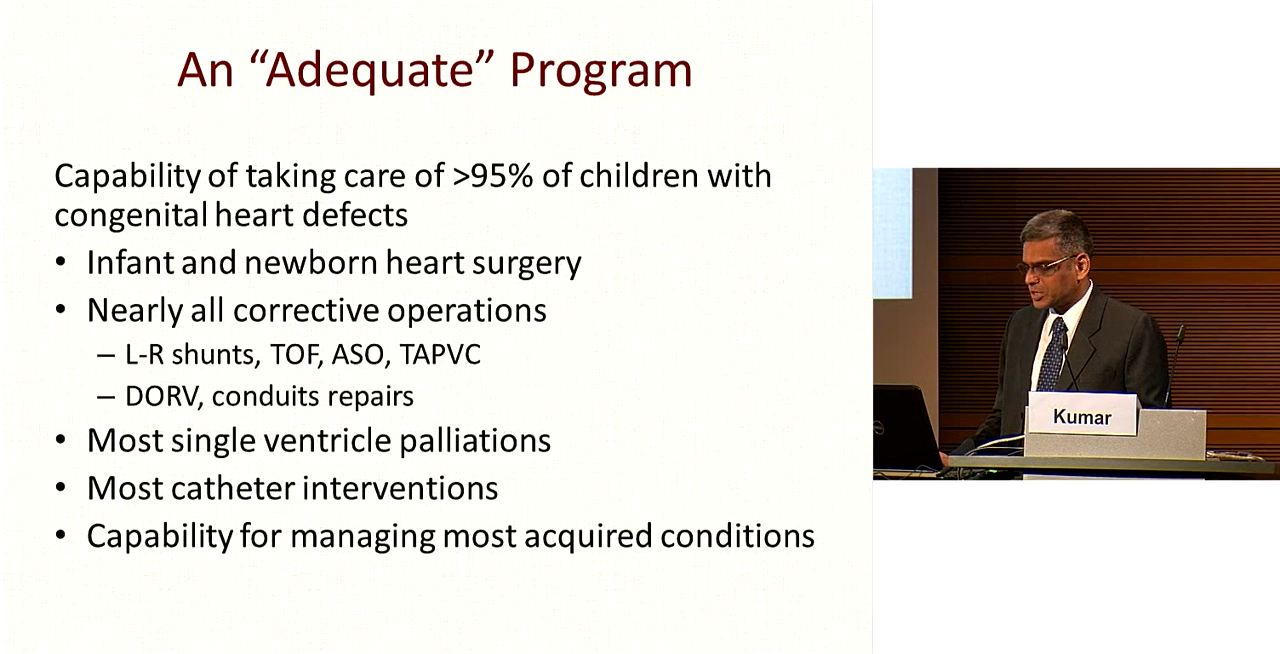 An “Adequate” Program
Capability of taking care of >95% of children with
congenital heart defects
• Infant and newborn heart surgery
• Nearly all corrective operations
– L-R shunts, TOF, ASO, TAPVC
– DORV, conduits repairs
• Most single ventricle palliations
• Most catheter interventions
• Capability for managing most acquired conditions
Kumar